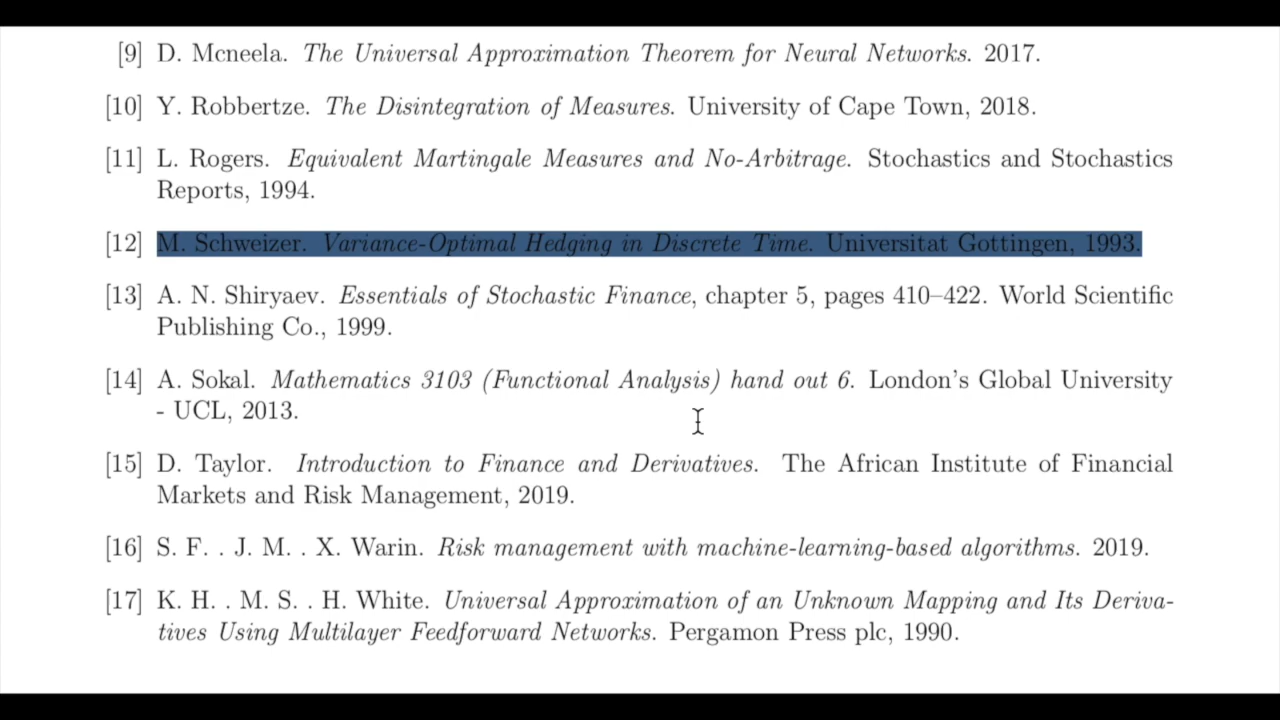 [9] D. Mcneela. The Universal Approximation Theorem for Neural Networks. 2017.
[10] Y. Robbertze. The Disintegration of Measures. University of Cape Town, 2018.
[11] L. Rogers. Equivalent Martingale Measures and No-Arbitrage. Stochastics and Stochastics
Reports, 1994.
[12] M. Schweizer. Variance-Optimal Hedging in Discrete Time. Universitat Gottingen, 1993.
[13] A. N. Shiryaev. Essentials of Stochastic Finance, chapter 5, pages 410–422. World Scientific
Publishing Co., 1999.
[14] A. Sokal. Mathematics 3103 (Functional Analysis) hand out 6. London's Global University
- UCL, 2013.
[15] D. Taylor. Introduction to Finance and Derivatives. The African Institute of Financial
Markets and Risk Management, 2019.
[16] S. F. . J. M. . X. Warin. Risk management with machine-learning-based algorithms. 2019.
[17] K. H. . M. S. . H. White. Universal Approximation of an Unknown Mapping and Its Deriva-
tives Using Multilayer Feedforward Networks. Pergamon Press plc, 1990.